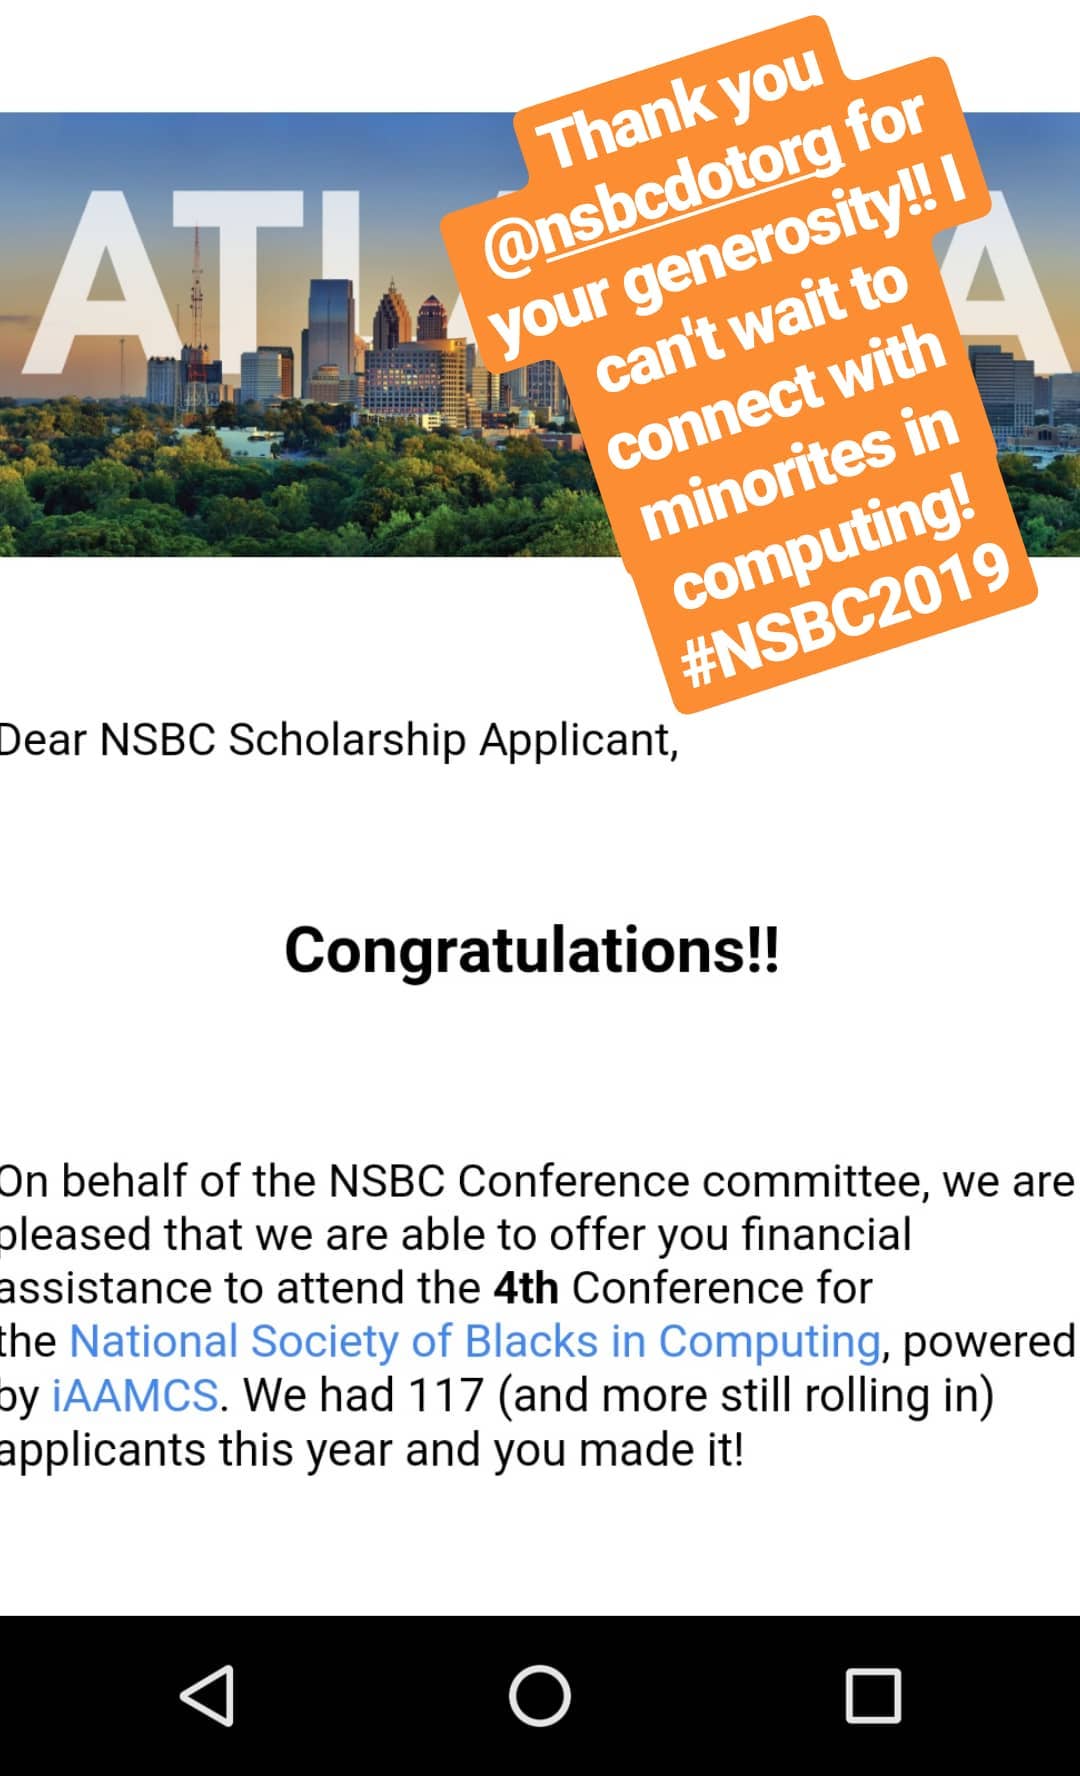 Thank you
@nsbcdotorg for
your generosity!! I
can't wait to
connect with
minorites in
computing!
#NSBC2019
Dear NSBC Scholarship Applicant,
Congratulations!!
On behalf of the NSBC Conference committee, we are
pleased that we are able to offer you financial
assistance to attend the 4th Conference for
the National Society of Blacks in Computing, powered
by iAAMCS. We had 117 (and more still rolling in)
applicants this year and you made it!